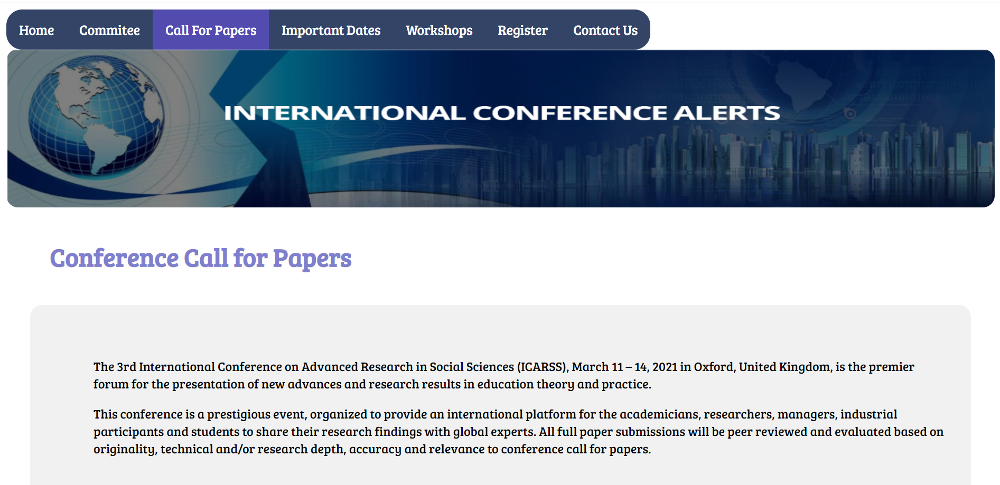 Home Commitee Call For Papers Important Dates Workshops Register Contact Us
INTERNATIONAL CONFERENCE ALERTS
Conference Call for Papers
The 3rd International Conference on Advanced Research in Social Sciences (ICARSS), March 11 – 14, 2021 in Oxford, United Kingdom, is the premier
forum for the presentation of new advances and research results in education theory and practice.
This conference is a prestigious event, organized to provide an international platform for the academicians, researchers, managers, industrial
participants and students to share their research findings with global experts. All full paper submissions will be peer reviewed and evaluated based on
originality, technical and/or research depth, accuracy and relevance to conference call for papers.